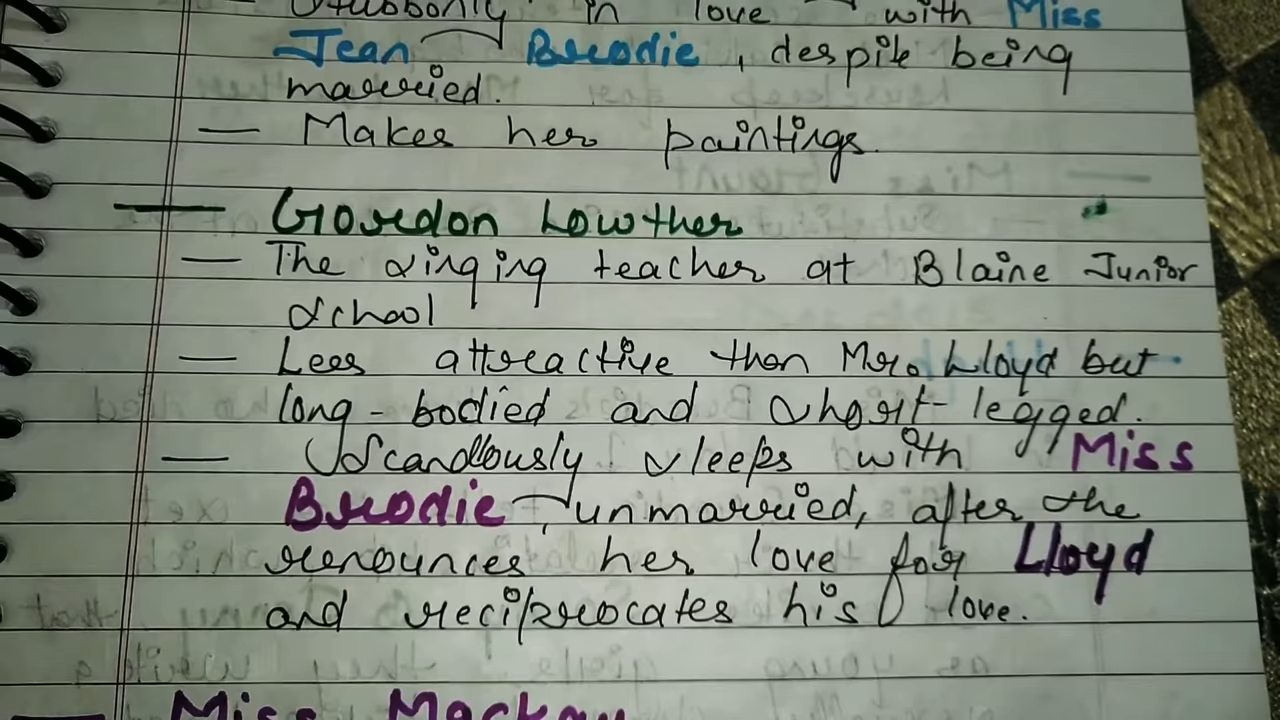 Stubbonly in love with Miss
Jean Brodie, despite being
married.
— Makes her paintings.
— Gordon Lowther
— The singing teacher at Blaine Junior
School
— Less attractive than Mr. Lloyd but
long-bodied and short-legged.
— Scandlously sleeps with Miss
Brodie, unmarried, after she
renounces her love for Lloyd
and reciprocates his love.
— Miss Mackay